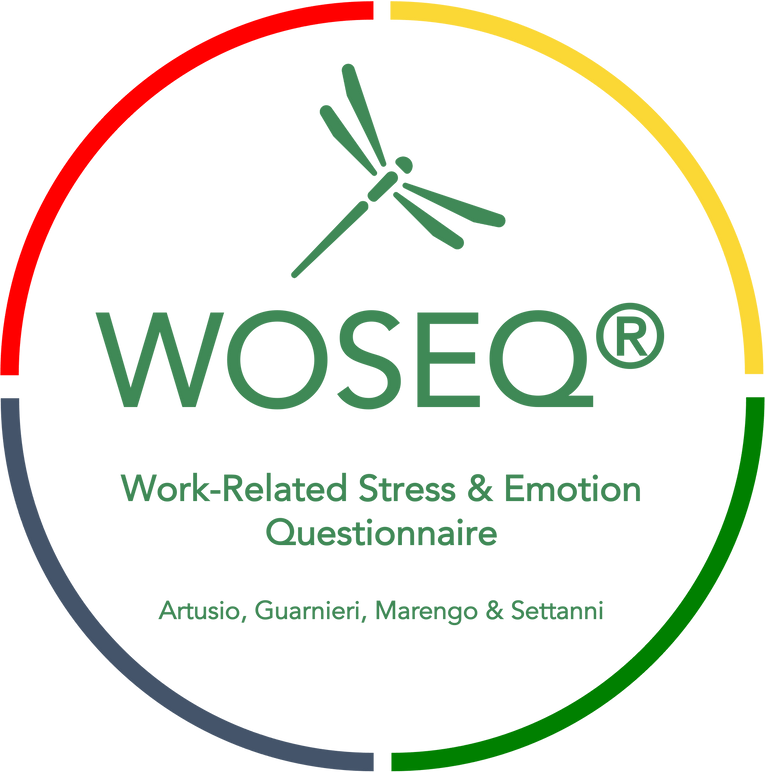 WOSEQ®
Work-Related Stress & Emotion
Questionnaire
Artusio, Guarnieri, Marengo & Settanni